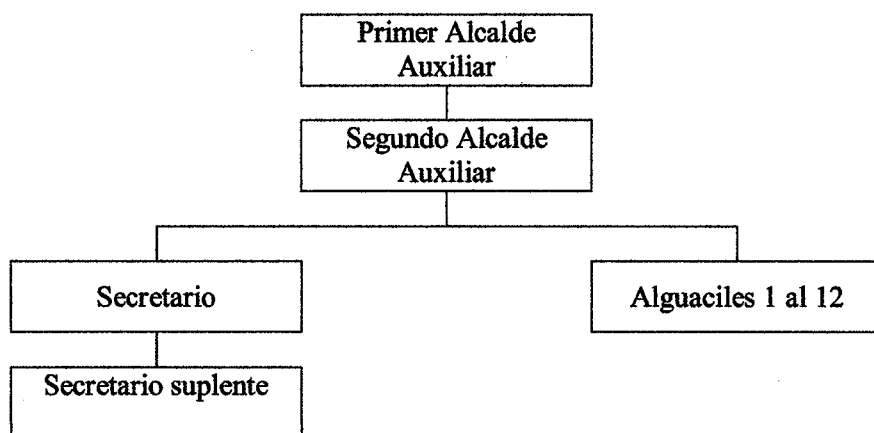 Primer Alcalde
Auxiliar
Segundo Alcalde
Auxiliar
Secretario
Alguaciles 1 al 12
Secretario suplente